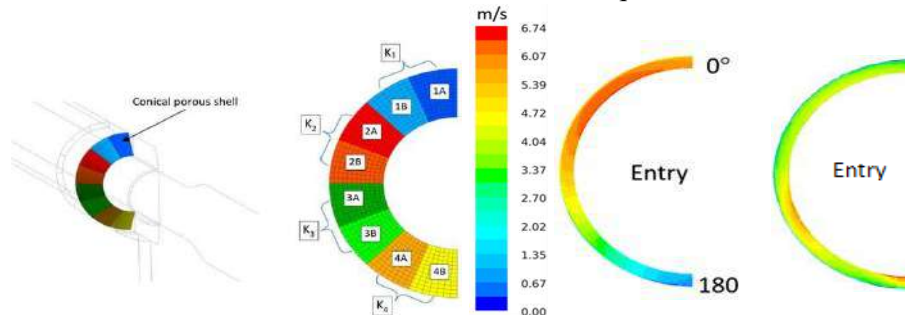 Conical porous shell
K1
K2
K3
K4
1A
1B
2A
2B
3A
3B
4A
4B
m/s
6.74
6.07
5.39
4.72
4.04
3.37
2.70
2.02
1.35
0.67
0.00
0°
Entry
180
Entry